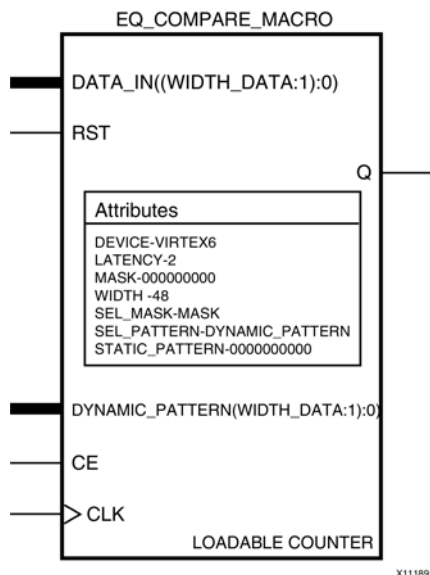 EQ_COMPARE_MACRO
DATA_IN((WIDTH_DATA:1):0)
RST
Q
Attributes
DEVICE-VIRTEX6
LATENCY-2
MASK-000000000
WIDTH -48
SEL_MASK-MASK
SEL_PATTERN-DYNAMIC_PATTERN
STATIC_PATTERN-0000000000
DYNAMIC_PATTERN(WIDTH_DATA:1):0)
CE
CLK
LOADABLE COUNTER
X11189